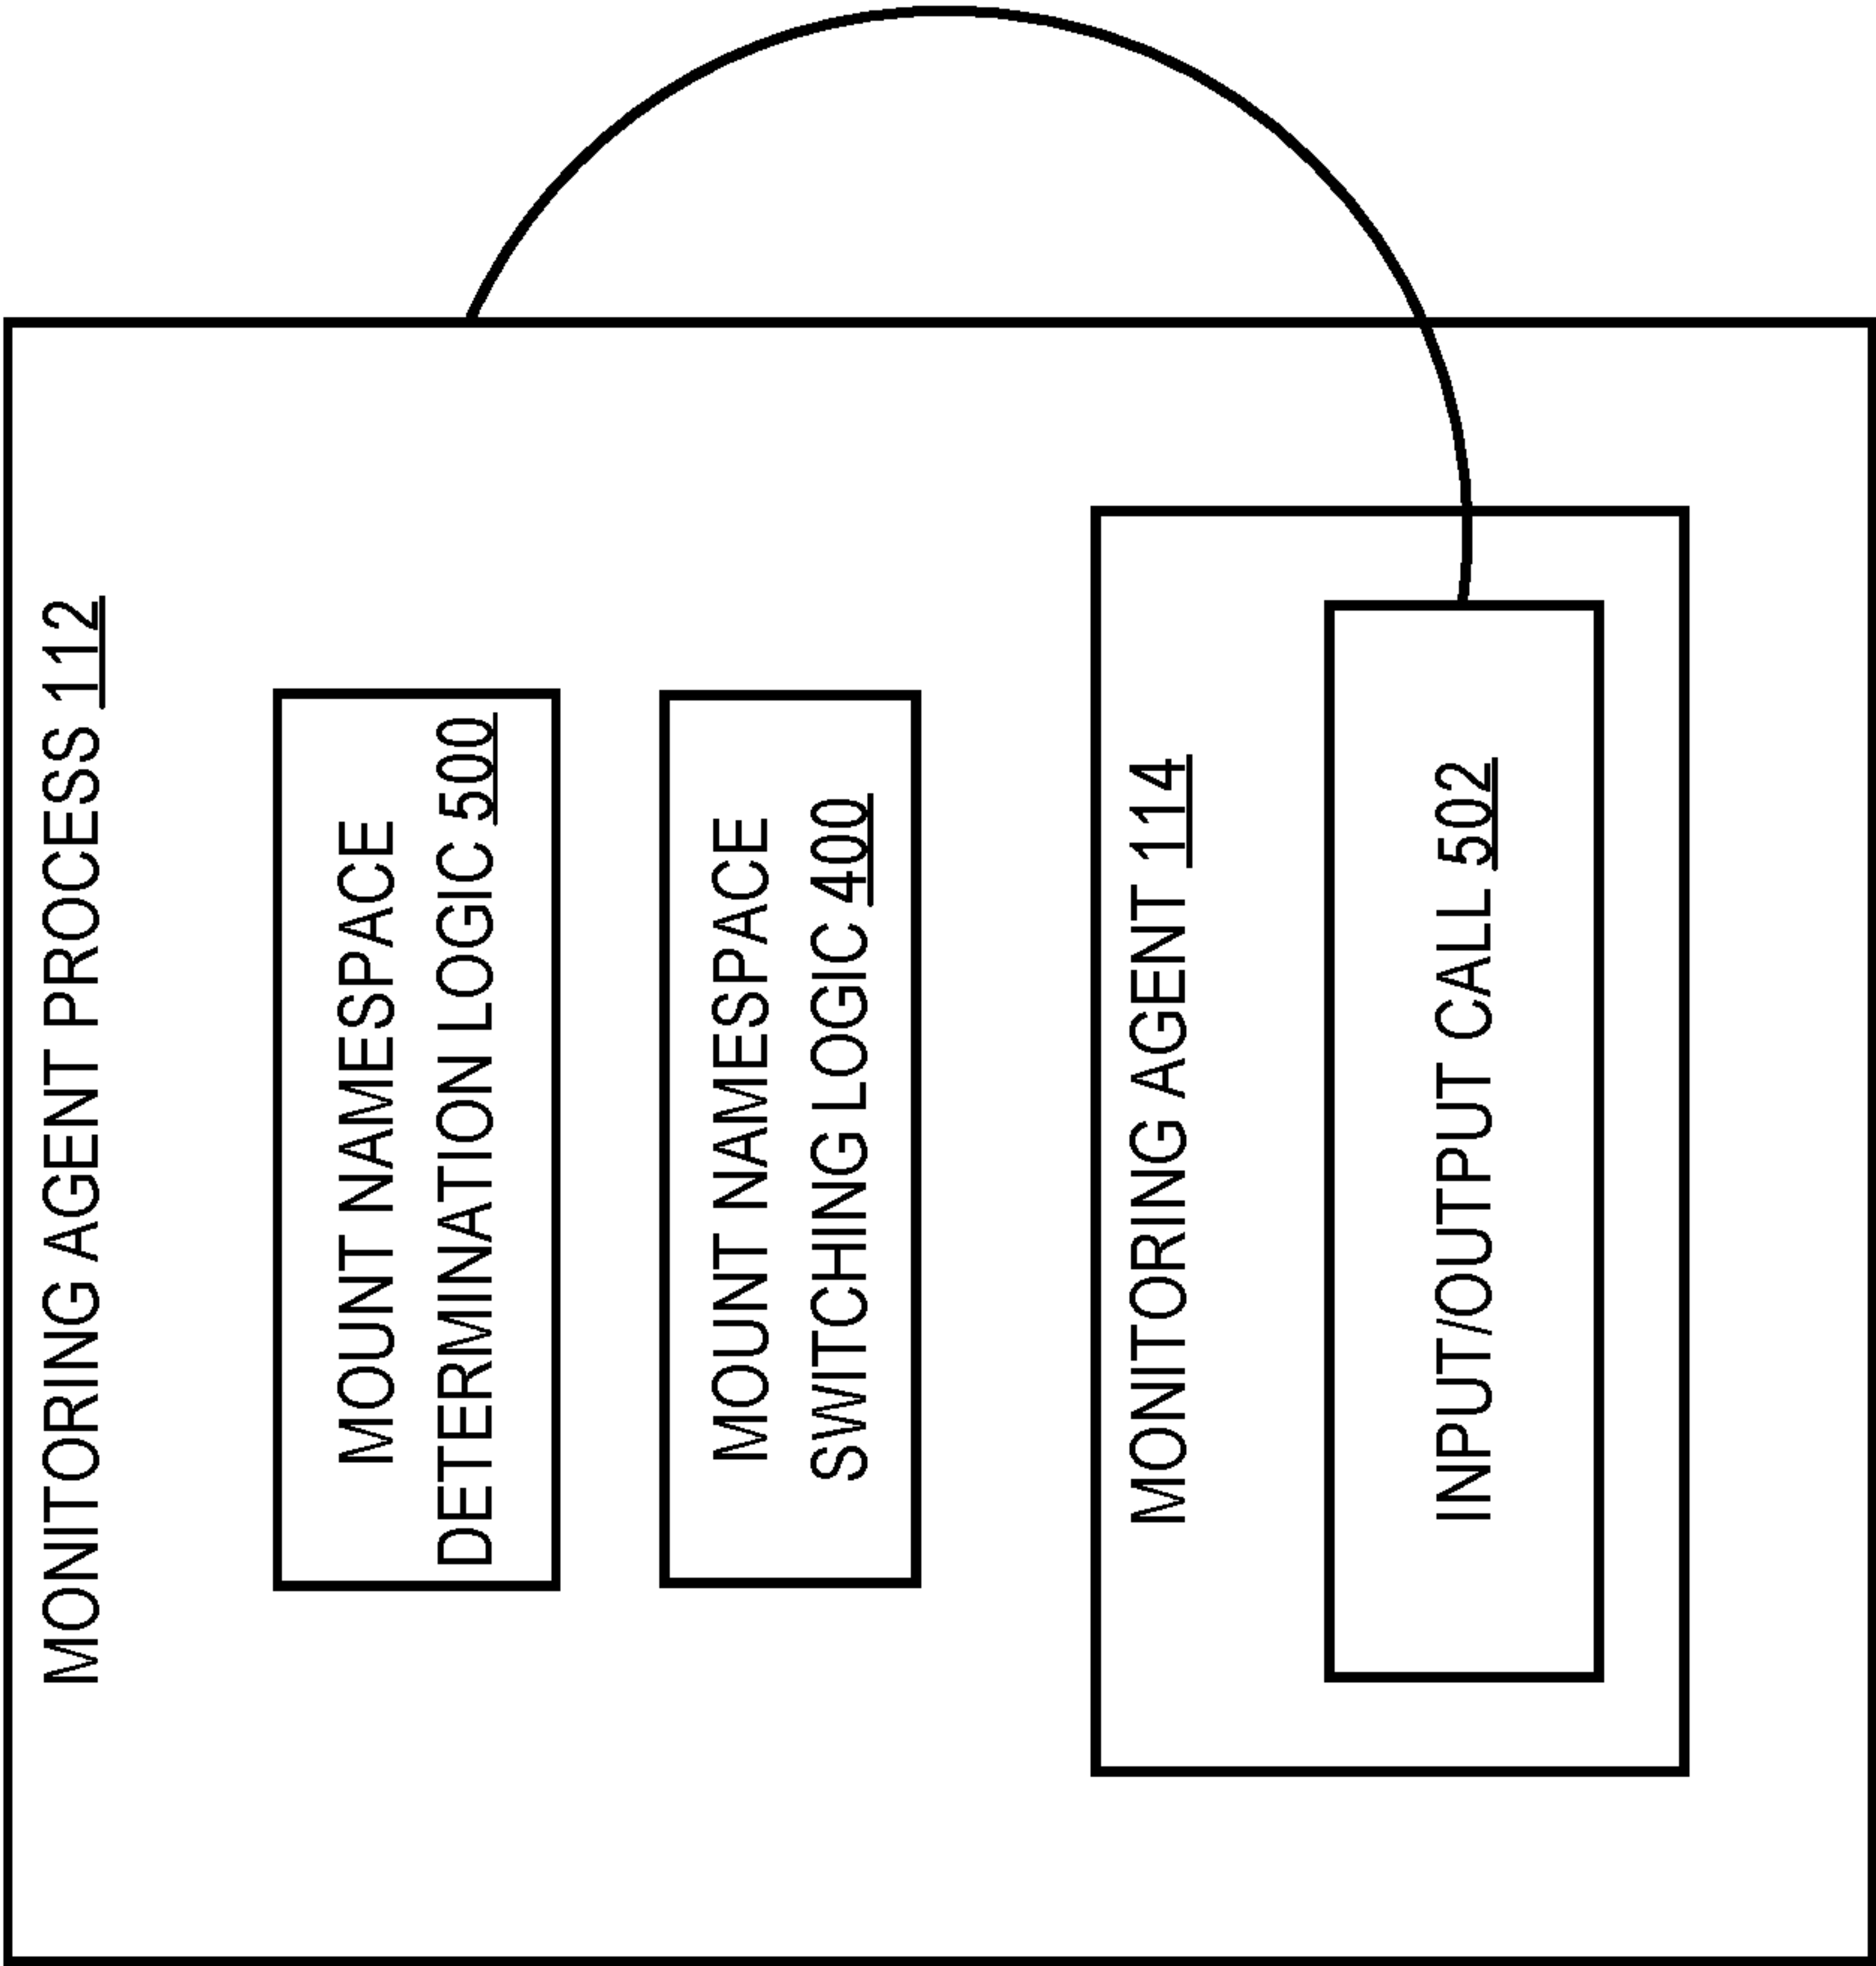 MONITORING AGENT PROCESS 112
MOUNT NAMESPACE
DETERMINATION LOGIC 500
MOUNT NAMESPACE
SWITCHING LOGIC 400
MONITORING AGENT 114
INPUT/OUTPUT CALL 502